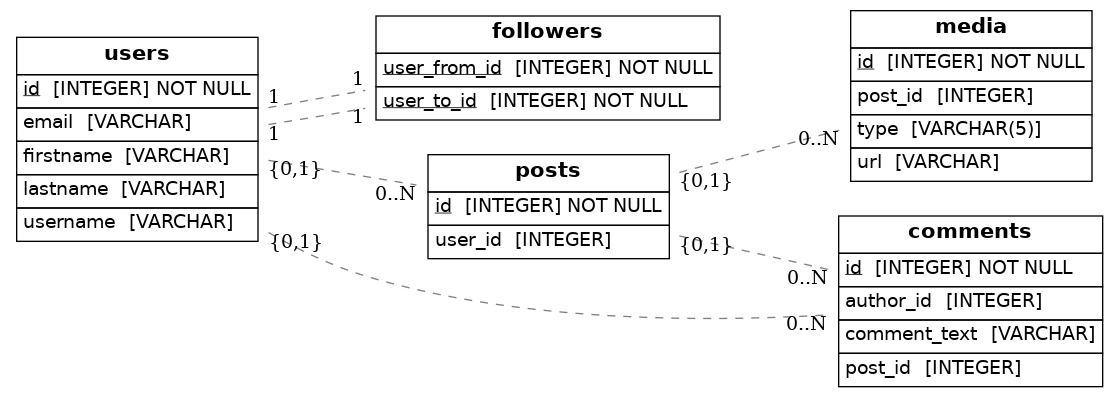 users
id [INTEGER] NOT NULL
email [VARCHAR]
firstname [VARCHAR]
lastname [VARCHAR]
username [VARCHAR]
followers
user_from_id [INTEGER] NOT NULL
user_to_id [INTEGER] NOT NULL
posts
id [INTEGER] NOT NULL
user_id [INTEGER]
media
id [INTEGER] NOT NULL
post_id [INTEGER]
type [VARCHAR(5)]
url [VARCHAR]
comments
id [INTEGER] NOT NULL
author_id [INTEGER]
comment_text [VARCHAR]
post_id [INTEGER]
1
1
1
1
{0,1}
0..N
{0,1}
0..N
{0,1}
0..N
{0,1}
0..N